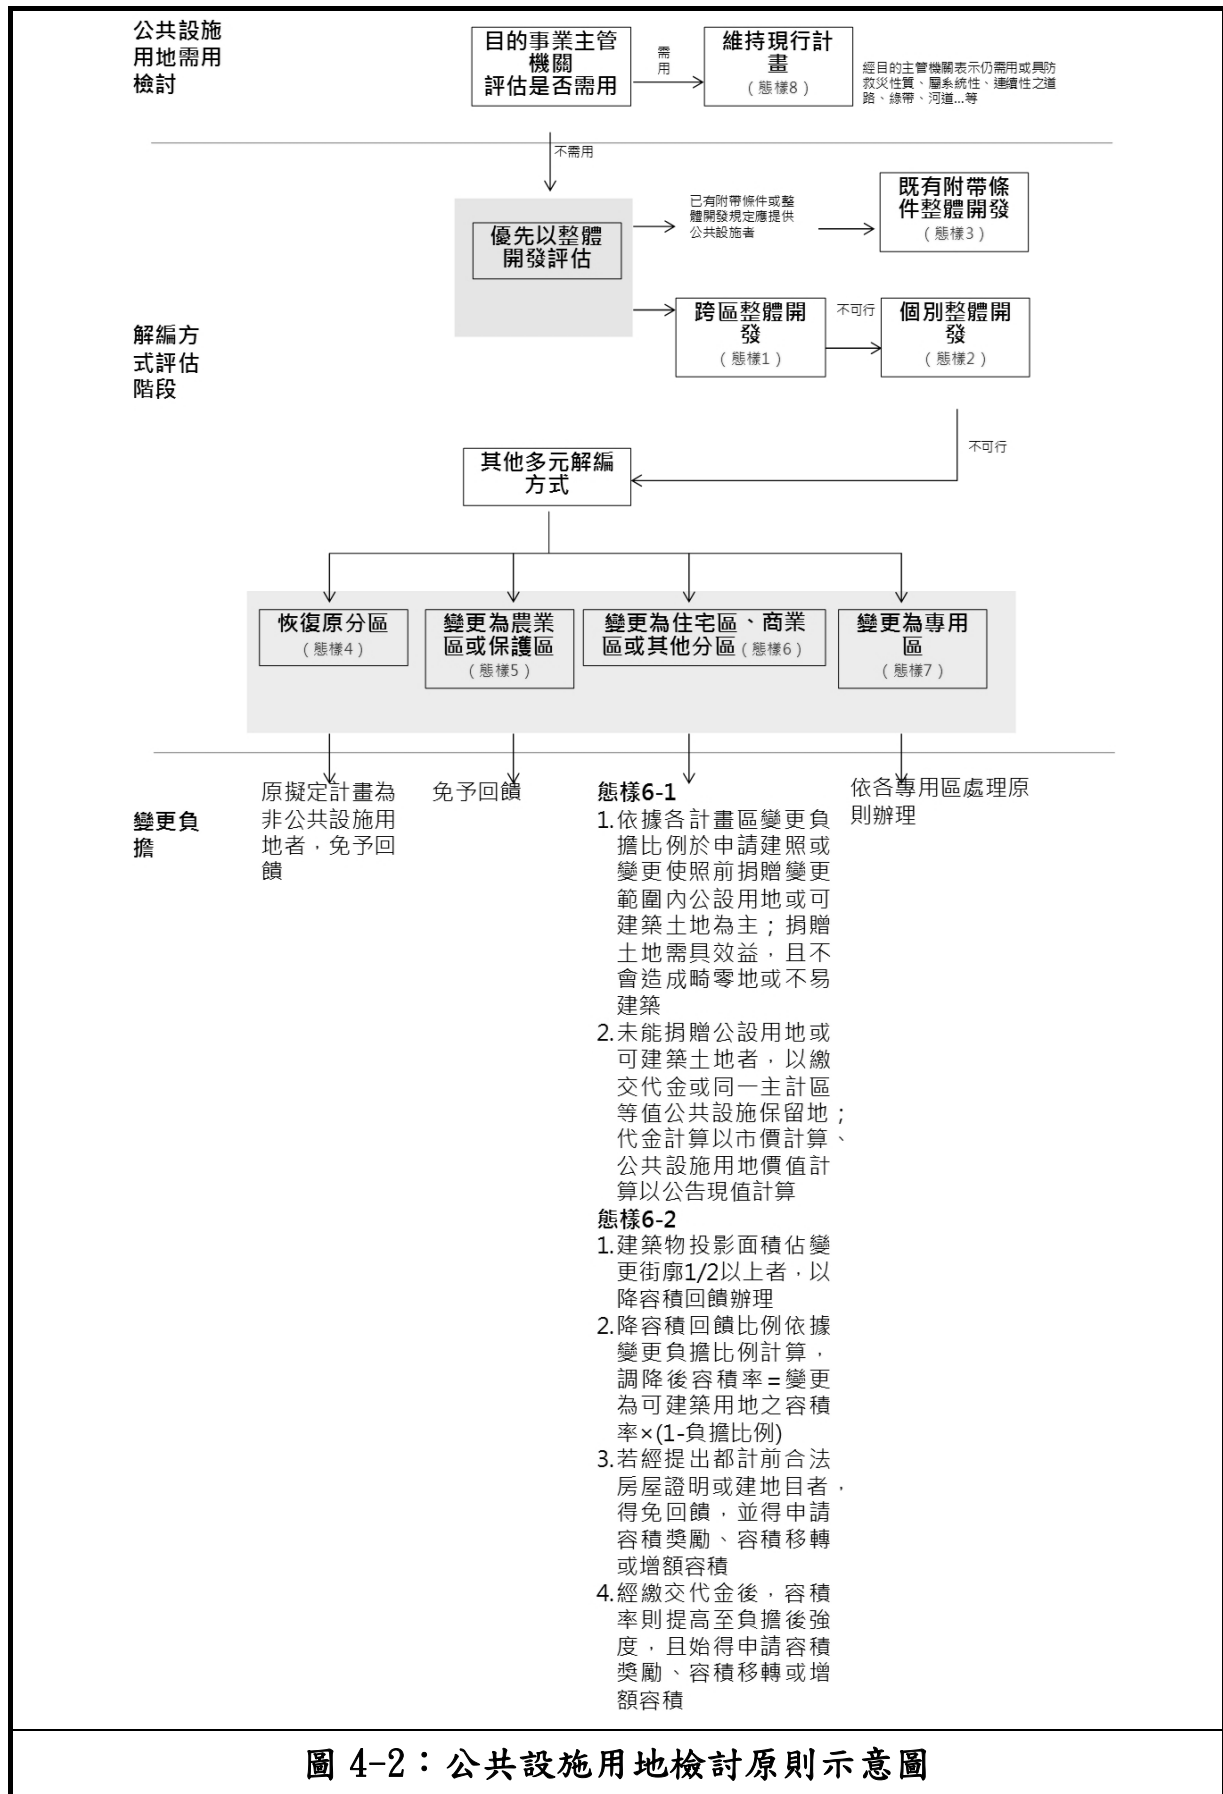 公共設施
用地需用
檢討
目的事業主管
機關
評估是否需用
需
用
維持現行計
畫
（態樣8）
經目的主管機關表示仍需用或具防
救災性質、屬系統性、連續性之道
路、綠帶、河道...等
不需用
解編方
式評估
階段
優先以整體
開發評估
已有附帶條件或整
體開發規定應提供
公共設施者
既有附帶條
件整體開發
（態樣3）
跨區整體開
發
（態樣1）
不可行
個別整體開
發
（態樣2）
不可行
其他多元解編
方式
恢復原分區
（態樣4）
變更為農業
區或保護區
（態樣5）
變更為住宅區、商業
區或其他分區（態樣6）
變更為專用
區
（態樣7）
變更負
擔
原擬定計畫為
非公共設施用
地者，免予回
饋
免予回饋
態樣6-1
1.依據各計畫區變更負
擔比例於申請建照或
變更使照前捐贈變更
範圍內公設用地或可
建築土地為主；捐贈
土地需具效益，且不
會造成畸零地或不易
建築
2.未能捐贈公設用地或
可建築土地者，以繳
交代金或同一主計區
等值公共設施保留地；
代金計算以市價計算、
公共設施用地價值計
算以公告現值計算
態樣6-2
1.建築物投影面積佔變
更街廓1/2以上者，以
降容積回饋辦理
2.降容積回饋比例依據
變更負擔比例計算，
調降後容積率=變更
為可建築用地之容積
率×(1-負擔比例)
3.若經提出都計前合法
房屋證明或建地目者，
得免回饋，並得申請
容積獎勵、容積移轉
或增額容積
4.經繳交代金後，容積
率則提高至負擔後強
度，且始得申請容積
獎勵、容積移轉或增
額容積
依各專用區處理原
則辦理
圖 4-2：公共設施用地檢討原則示意圖